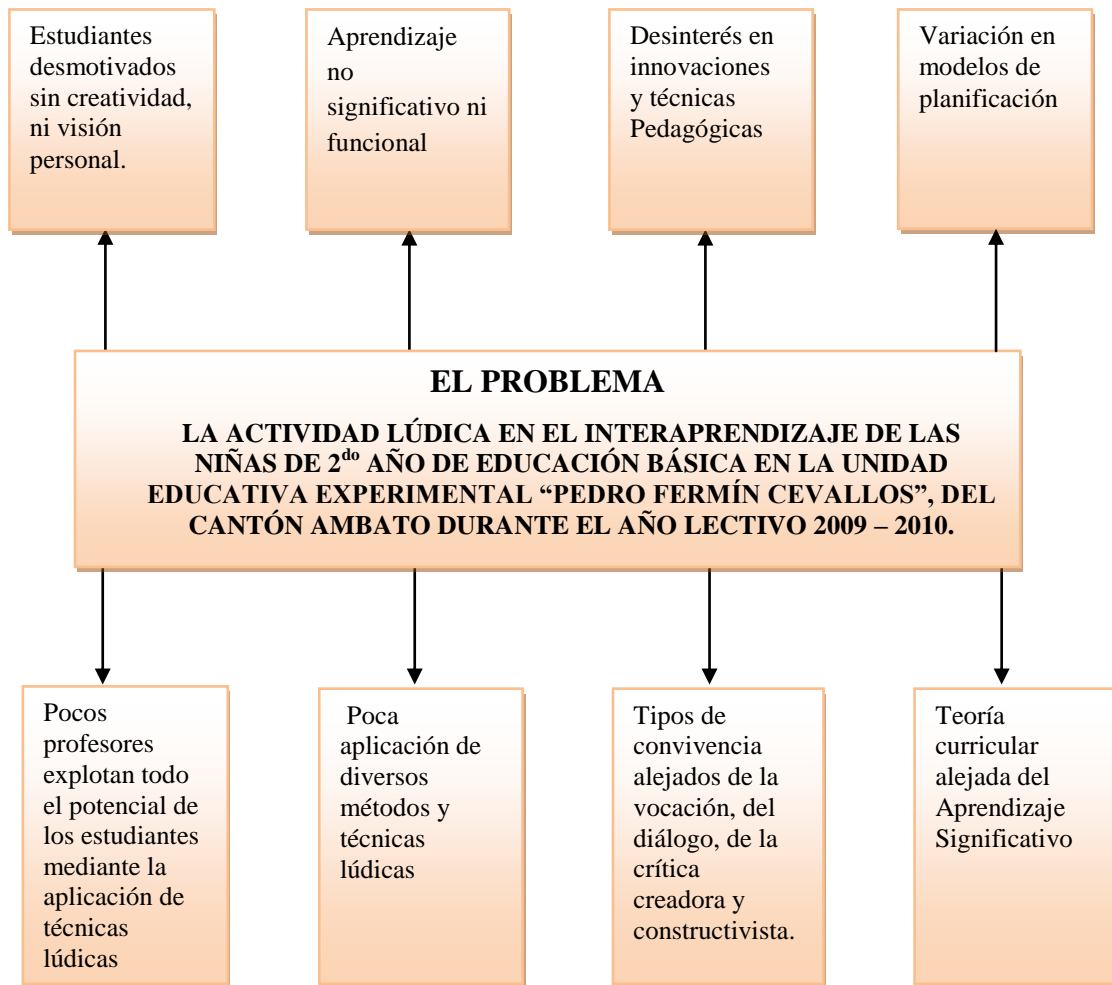 Estudiantes
desmotivados
sin creatividad,
ni visión
personal.
Aprendizaje
no
significativo ni
funcional
Desinterés en
innovaciones
y técnicas
Pedagógicas
Variación en
modelos de
planificación
EL PROBLEMA
LA ACTIVIDAD LÚDICA EN EL INTERAPRENDIZAJE DE LAS
NIÑAS DE 2do AÑO DE EDUCACIÓN BÁSICA EN LA UNIDAD
EDUCATIVA EXPERIMENTAL “PEDRO FERMÍN CEVALLOS”, DEL
CANTÓN AMBATO DURANTE EL AÑO LECTIVO 2009 – 2010.
Pocos
profesores
explotan todo
el potencial de
los estudiantes
mediante la
aplicación de
técnicas
lúdicas
Poca
aplicación de
diversos
métodos y
técnicas
lúdicas
Tipos de
convivencia
alejados de la
vocación, del
diálogo, de la
crítica
creadora y
constructivista.
Teoría
curricular
alejada del
Aprendizaje
Significativo